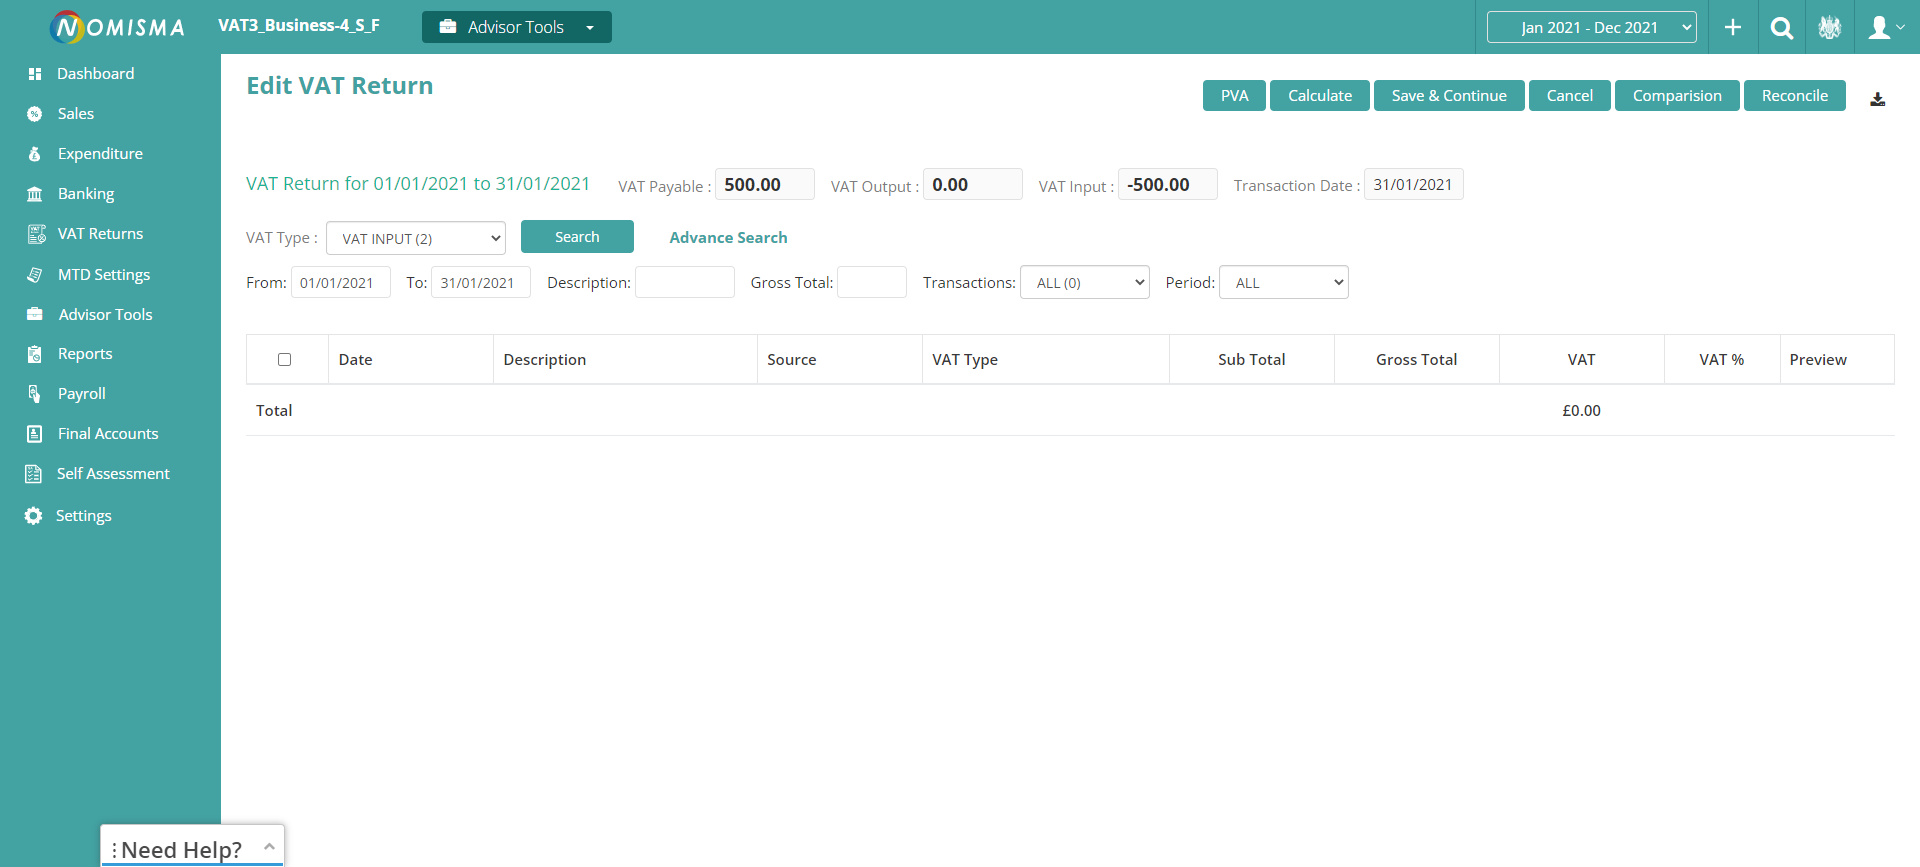 NOMISMA
VAT3_Business-4_S_F
Advisor Tools
Jan 2021 - Dec 2021
Dashboard
Sales
Expenditure
Banking
VAT Returns
MTD Settings
Advisor Tools
Reports
Payroll
Final Accounts
Self Assessment
Settings
Edit VAT Return
PVA Calculate Save & Continue Cancel Comparision Reconcile
VAT Return for 01/01/2021 to 31/01/2021 VAT Payable : 500.00 VAT Output : 0.00 VAT Input : -500.00 Transaction Date : 31/01/2021
VAT Type : VAT INPUT (2) Search Advance Search
From: 01/01/2021 To: 31/01/2021 Description: Gross Total: Transactions: ALL (0) Period: ALL
Date Description Source VAT Type Sub Total Gross Total VAT VAT % Preview
Total £0.00
Need Help?